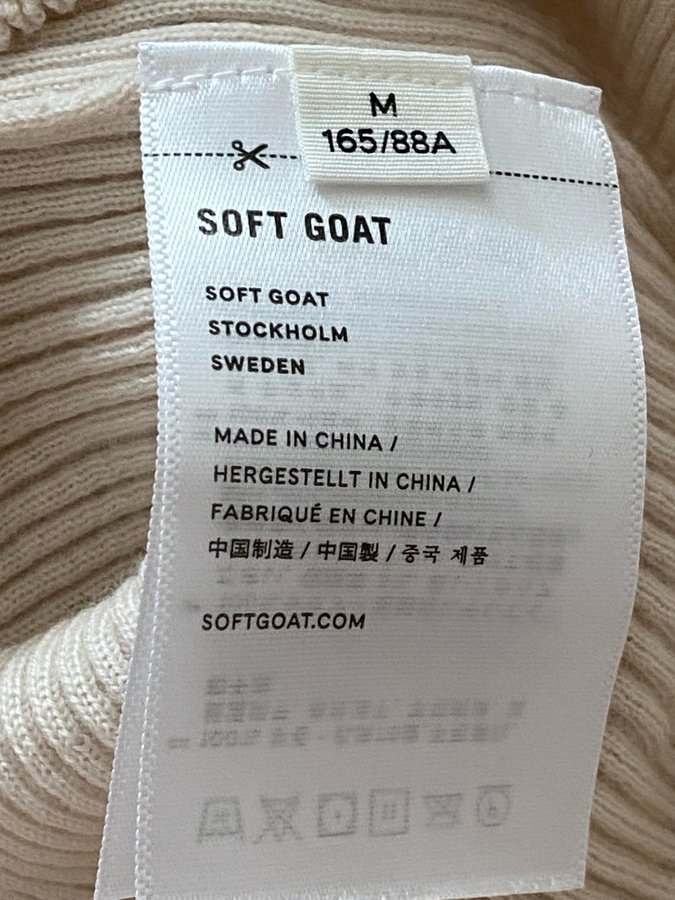 M
165/88A
SOFT GOAT
SOFT GOAT
STOCKHOLM
SWEDEN
MADE IN CHINA /
HERGESTELLT IN CHINA /
FABRIQUÉ EN CHINE /
中国制造 / 中国製 / 중국 제품
SOFTGOAT.COM